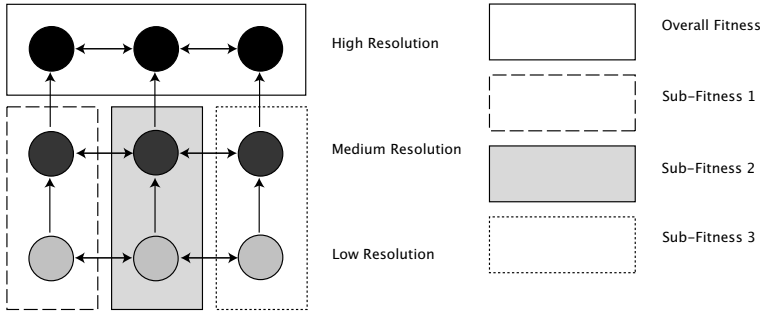 High Resolution
Medium Resolution
Low Resolution
Overall Fitness
Sub-Fitness 1
Sub-Fitness 2
Sub-Fitness 3